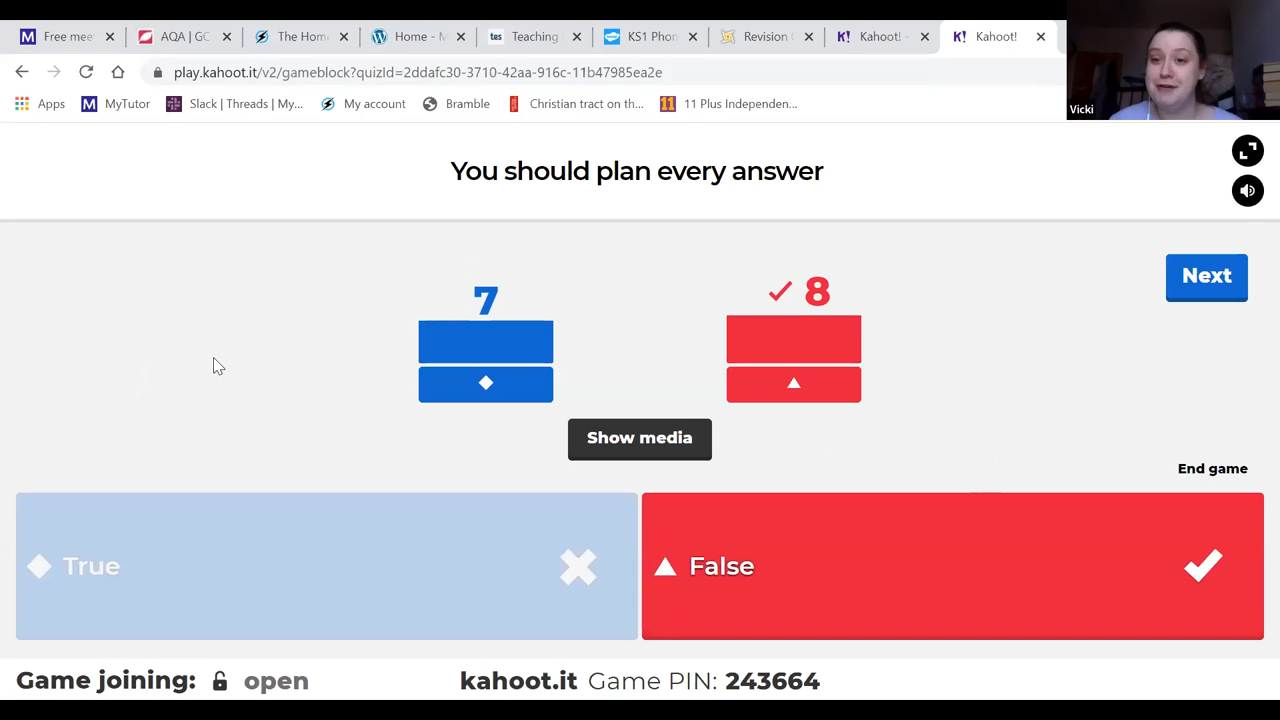 Free mee
AQA | GC
The Home
Home - M
tes Teaching
KS1 Phon
Revision G
Kahoot! -
Kahoot!
play.kahoot.it/v2/gameblock?quizId=2ddafc30-3710-42aa-916c-11b47985ea2e
Apps
MyTutor
Slack | Threads | My...
My account
Bramble
Christian tract on th...
11 Plus Independen...
Vicki
You should plan every answer
7
8
Next
Show media
End game
True
False
Game joining: open
kahoot.it Game PIN: 243664